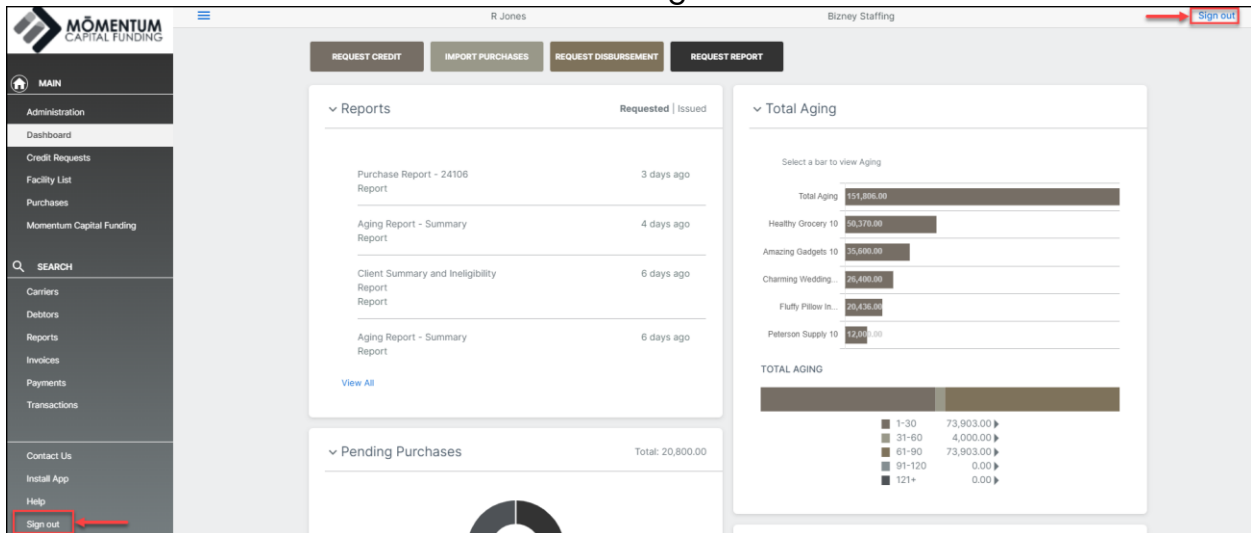 MŌMENTUM
CAPITAL FUNDING
R Jones
Bizney Staffing
Sign out
MAIN
Administration
Dashboard
Credit Requests
Facility List
Purchases
Momentum Capital Funding
SEARCH
Carriers
Debtors
Reports
Invoices
Payments
Transactions
Contact Us
Install App
Help
Sign out
REQUEST CREDIT
IMPORT PURCHASES
REQUEST DISBURSEMENT
REQUEST REPORT
Reports
Requested | Issued
Purchase Report - 24106
3 days ago
Report
Aging Report - Summary
4 days ago
Report
Client Summary and Ineligibility
6 days ago
Report
Report
Aging Report - Summary
6 days ago
Report
View All
Pending Purchases
Total: 20,800.00
Total Aging
Select a bar to view Aging
Total Aging 151,806.00
Healthy Grocery 10 50,370.00
Amazing Gadgets 10 35,600.00
Charming Wedding... 26,400.00
Fluffy Pillow In... 20,436.00
Peterson Supply 10 12,000.00
TOTAL AGING
1-30 73,903.00
31-60 4,000.00
61-90 73,903.00
91-120 0.00
121+ 0.00